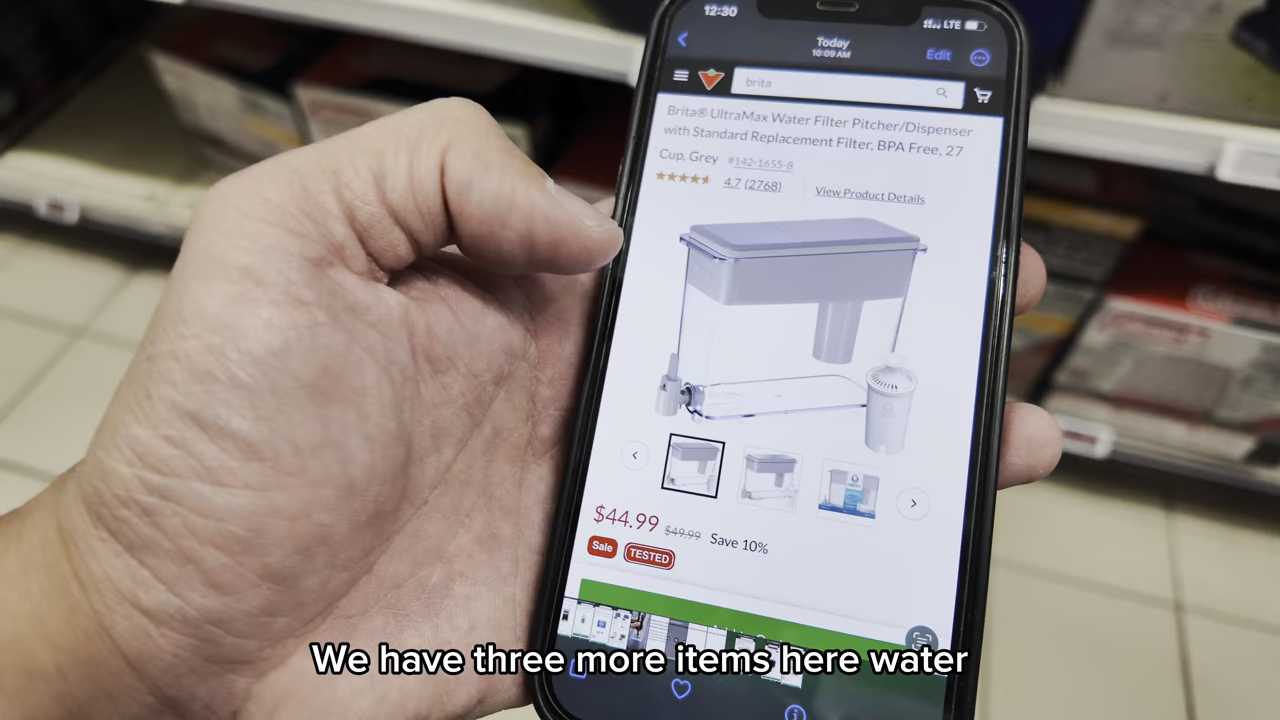 12:30
LTE
Today
10:09 AM
Edit
brita
Brita® UltraMax Water Filter Pitcher/Dispenser
with Standard Replacement Filter, BPA Free, 27
Cup, Grey #142-1655-8
4.7 (2768)
View Product Details
$44.99 $49.99 Save 10%
Sale TESTED
We have three more items here water